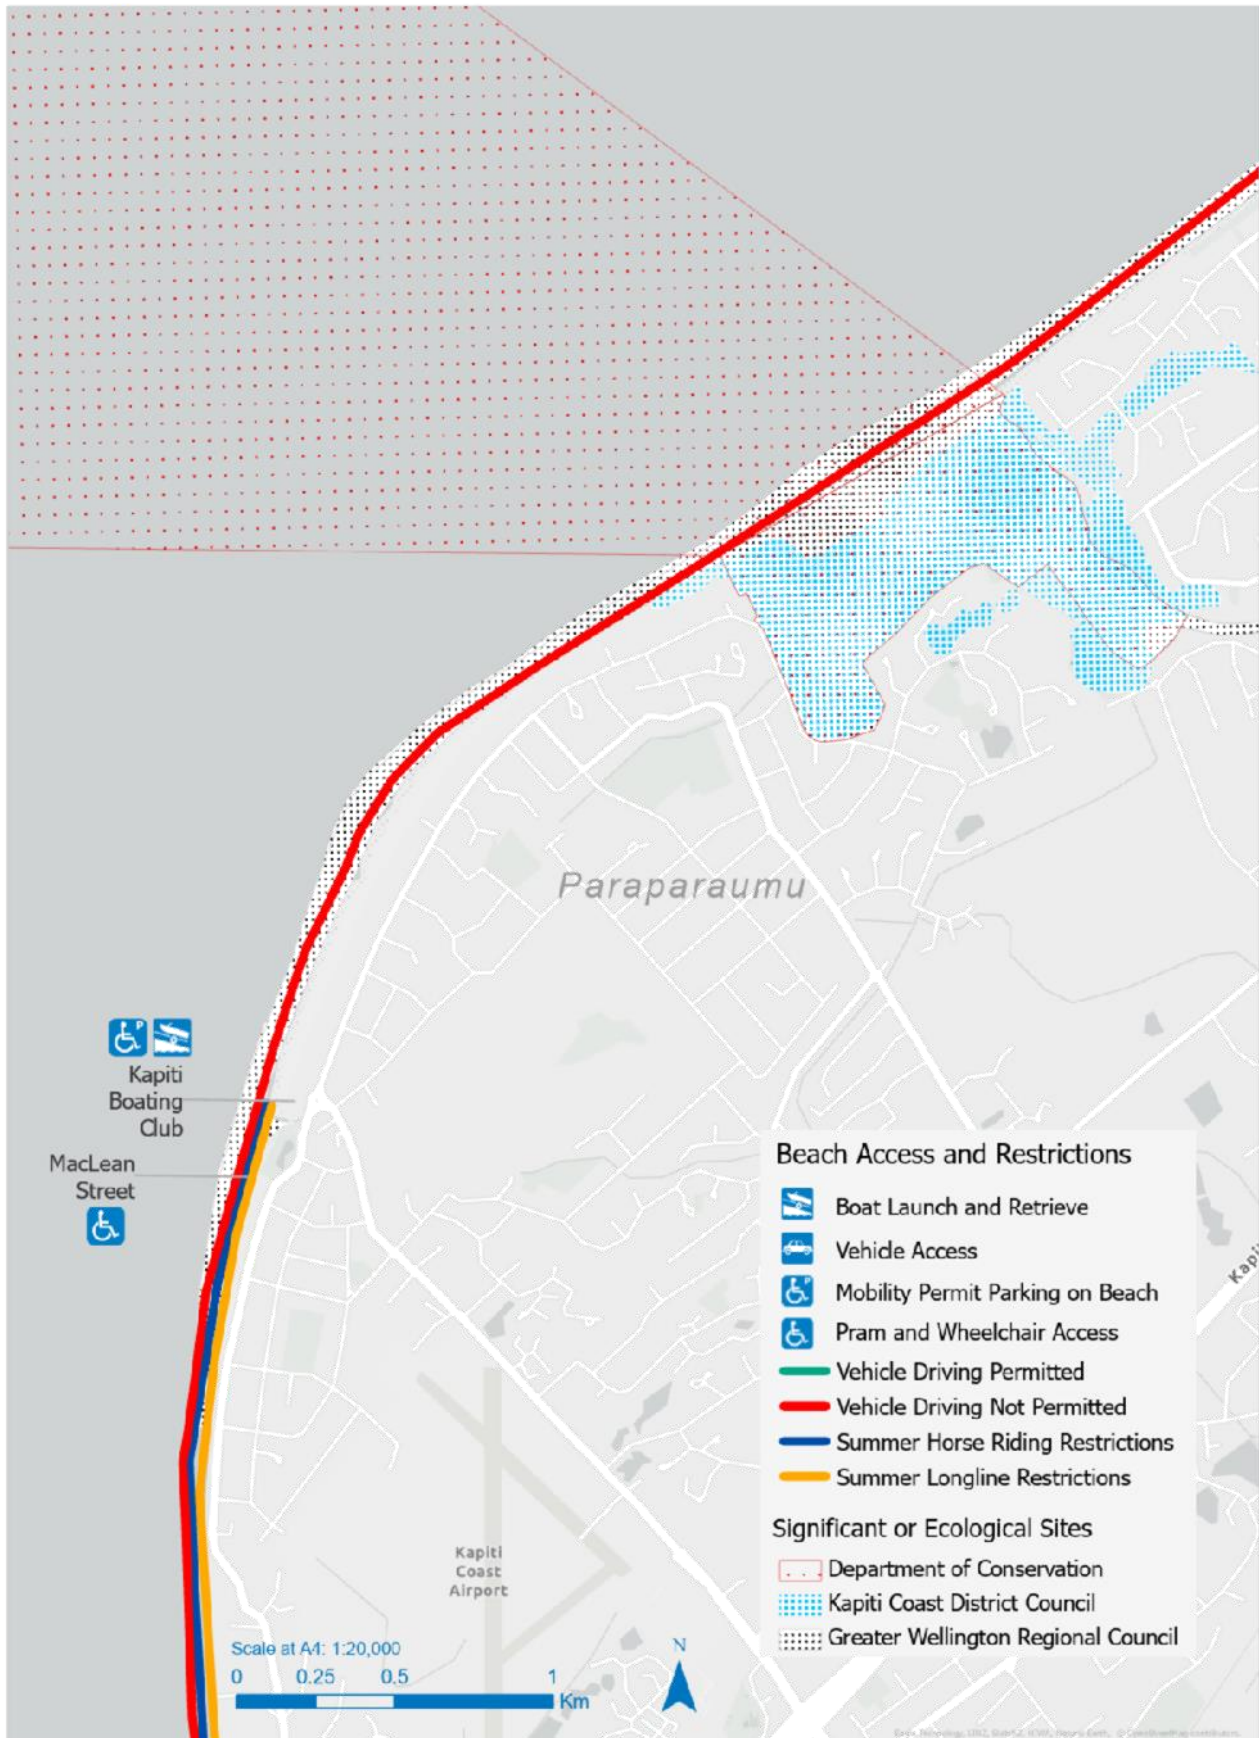 Paraparaumu
Kapiti
Boating
Club
MacLean
Street
Beach Access and Restrictions
Boat Launch and Retrieve
Vehicle Access
Mobility Permit Parking on Beach
Pram and Wheelchair Access
Vehicle Driving Permitted
Vehicle Driving Not Permitted
Summer Horse Riding Restrictions
Summer Longline Restrictions
Significant or Ecological Sites
Department of Conservation
Kapiti Coast District Council
Greater Wellington Regional Council
Kapiti
Coast
Airport
Scale at A4: 1:20,000
0 0.25 0.5 1
Km
N